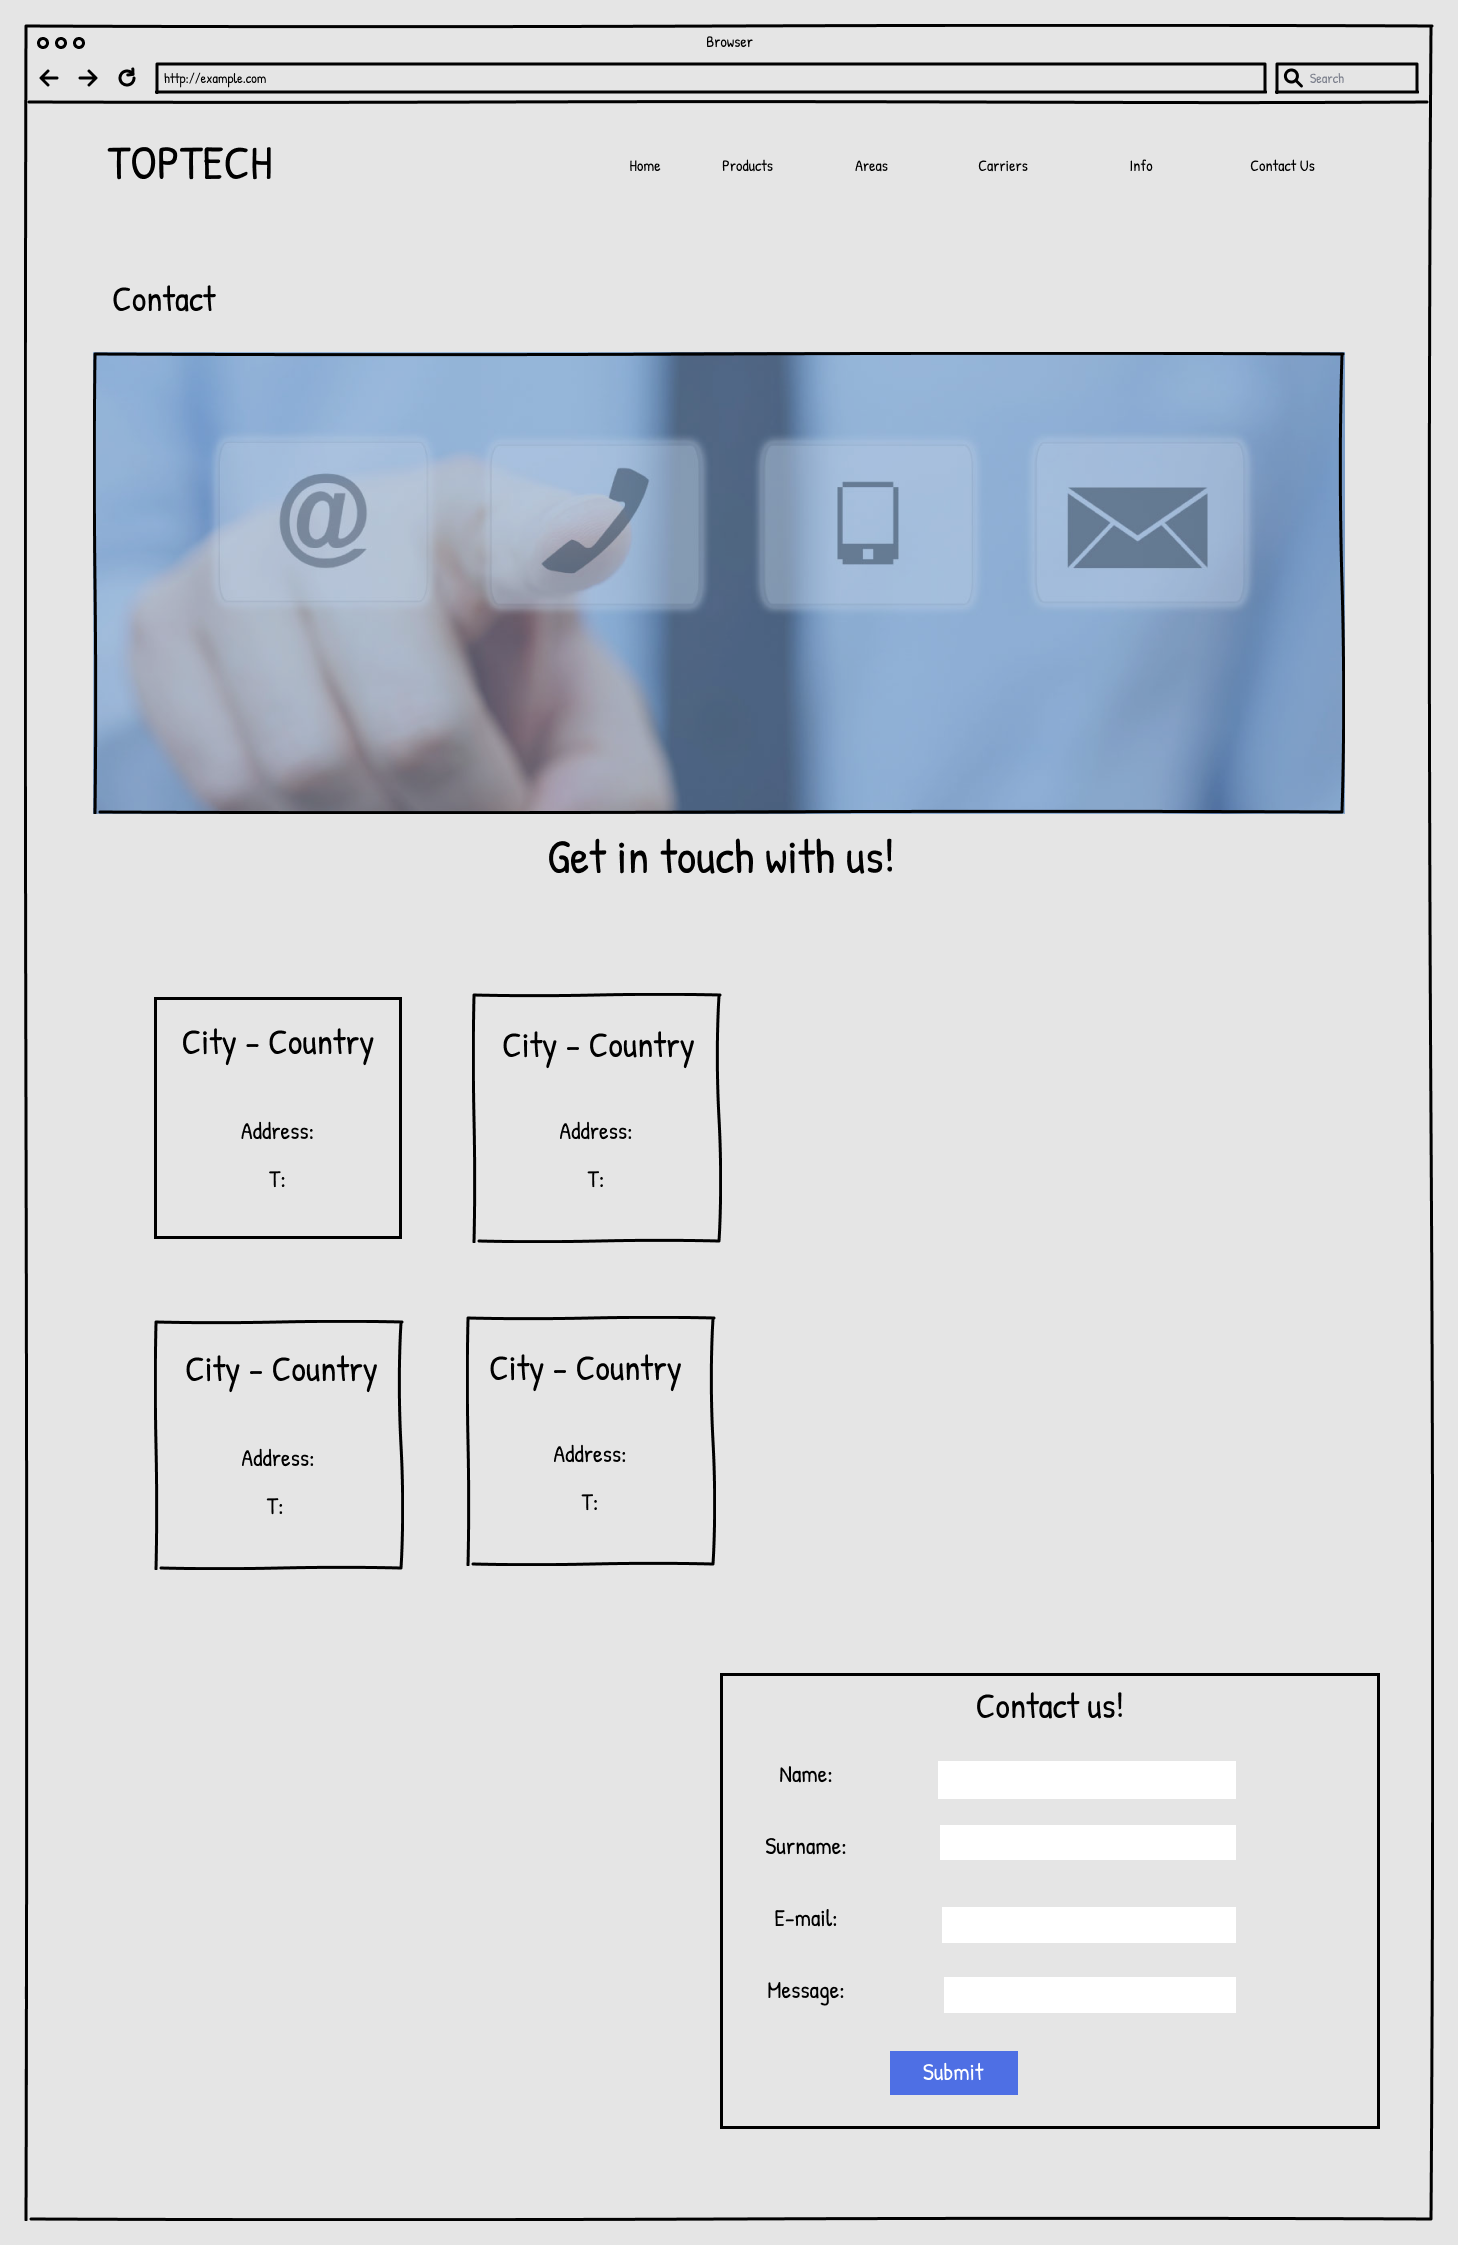 Browser
http://example.com
Search
TOPTECH
Home
Products
Areas
Carriers
Info
Contact Us
Contact
@
Get in touch with us!
City - Country
Address:
T:
City - Country
Address:
T:
City - Country
Address:
T:
City - Country
Address:
T:
Contact us!
Name:
Surname:
E-mail:
Message:
Submit